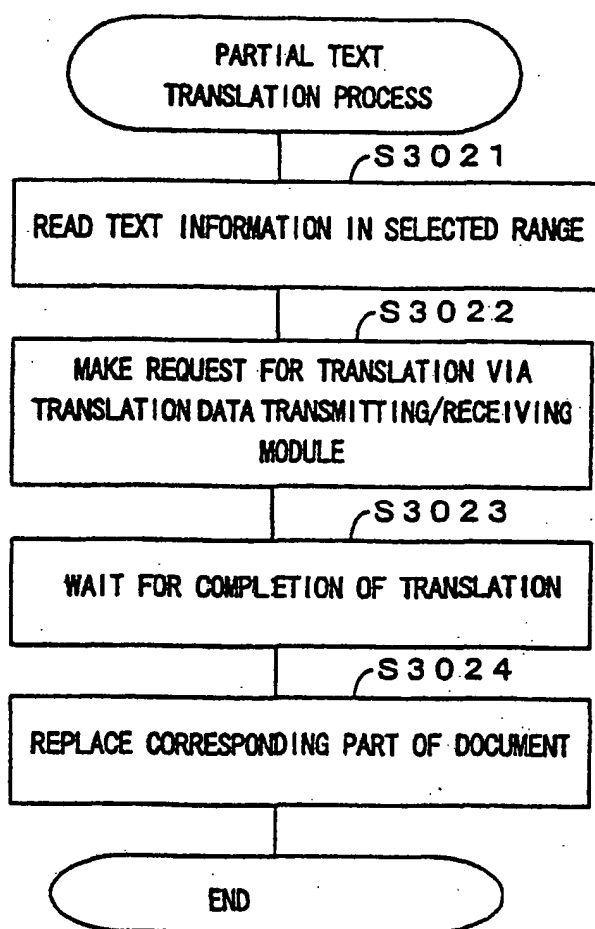 PARTIAL TEXT
TRANSLATION PROCESS
S3021
READ TEXT INFORMATION IN SELECTED RANGE
S3022
MAKE REQUEST FOR TRANSLATION VIA
TRANSLATION DATA TRANSMITTING/RECEIVING
MODULE
S3023
WAIT FOR COMPLETION OF TRANSLATION
S3024
REPLACE CORRESPONDING PART OF DOCUMENT
END